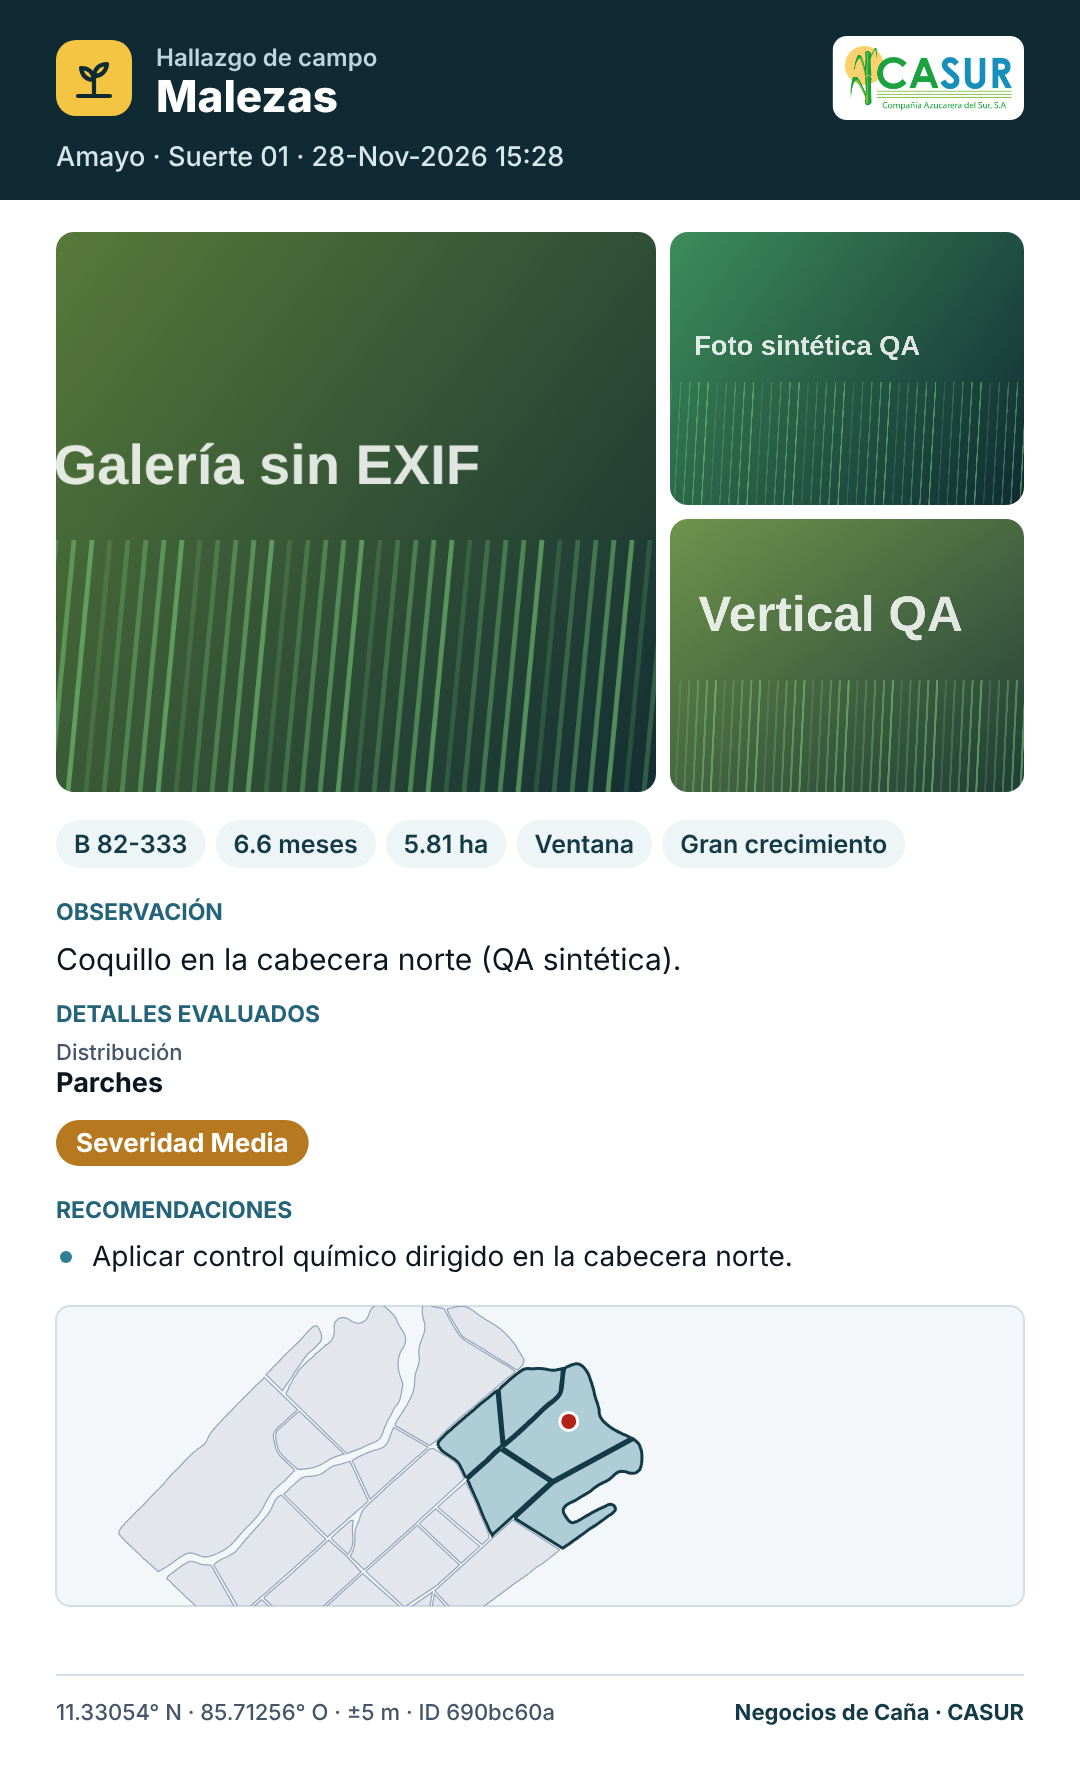 Hallazgo de campo
Malezas
CASUR
Compañía Azucarera del Sur, S.A
Amayo · Suerte 01 · 28-Nov-2026 15:28
Galería sin EXIF
Foto sintética QA
Vertical QA
B 82-333 6.6 meses 5.81 ha Ventana Gran crecimiento
OBSERVACIÓN
Coquillo en la cabecera norte (QA sintética).
DETALLES EVALUADOS
Distribución
Parches
Severidad Media
RECOMENDACIONES
Aplicar control químico dirigido en la cabecera norte.
11.33054° N · 85.71256° O · ±5 m · ID 690bc60a
Negocios de Caña · CASUR